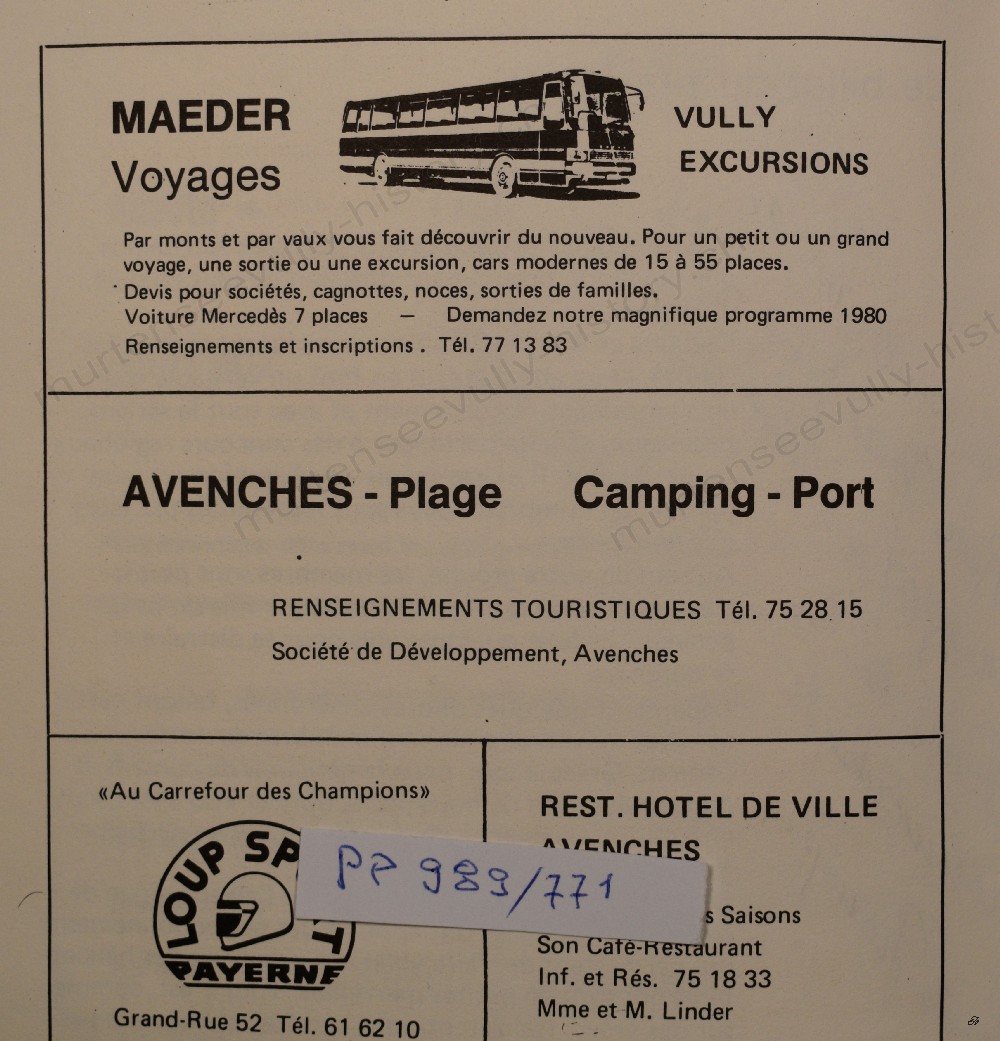 MAEDER
Voyages
VULLY
EXCURSIONS
Par monts et par vaux vous fait découvrir du nouveau. Pour un petit ou un grand
voyage, une sortie ou une excursion, cars modernes de 15 à 55 places.
Devis pour sociétés, cagnottes, noces, sorties de familles.
Voiture Mercedès 7 places — Demandez notre magnifique programme 1980
Renseignements et inscriptions . Tél. 77 13 83
AVENCHES - Plage Camping - Port
RENSEIGNEMENTS TOURISTIQUES Tél. 75 28 15
Société de Développement, Avenches
«Au Carrefour des Champions»
LOUP SP
T
PAYERNE
Grand-Rue 52 Tél. 61 62 10
PP 989/771
REST. HOTEL DE VILLE
AVENCHES
s Saisons
Son Café-Restaurant
Inf. et Rés. 75 18 33
Mme et M. Linder
murtenseevully-history